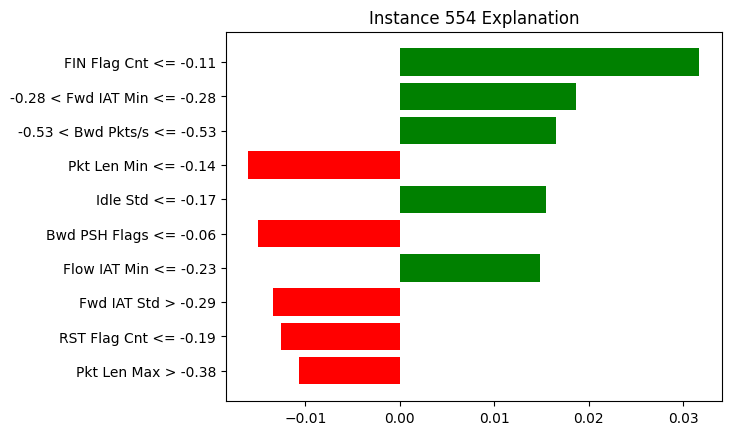 Instance 554 Explanation
FIN Flag Cnt <= -0.11
-0.28 < Fwd IAT Min <= -0.28
-0.53 < Bwd Pkts/s <= -0.53
Pkt Len Min <= -0.14
Idle Std <= -0.17
Bwd PSH Flags <= -0.06
Flow IAT Min <= -0.23
Fwd IAT Std > -0.29
RST Flag Cnt <= -0.19
Pkt Len Max > -0.38
−0.01 0.00 0.01 0.02 0.03